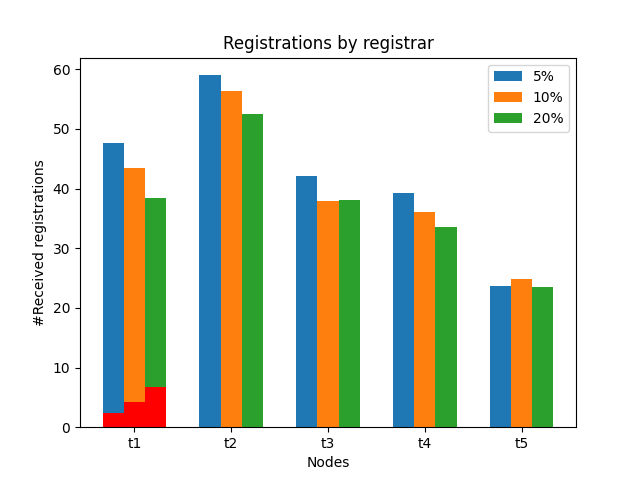 Registrations by registrar
#Received registrations
60
50
40
30
20
10
0
5%
10%
20%
t1 t2 t3 t4 t5
Nodes